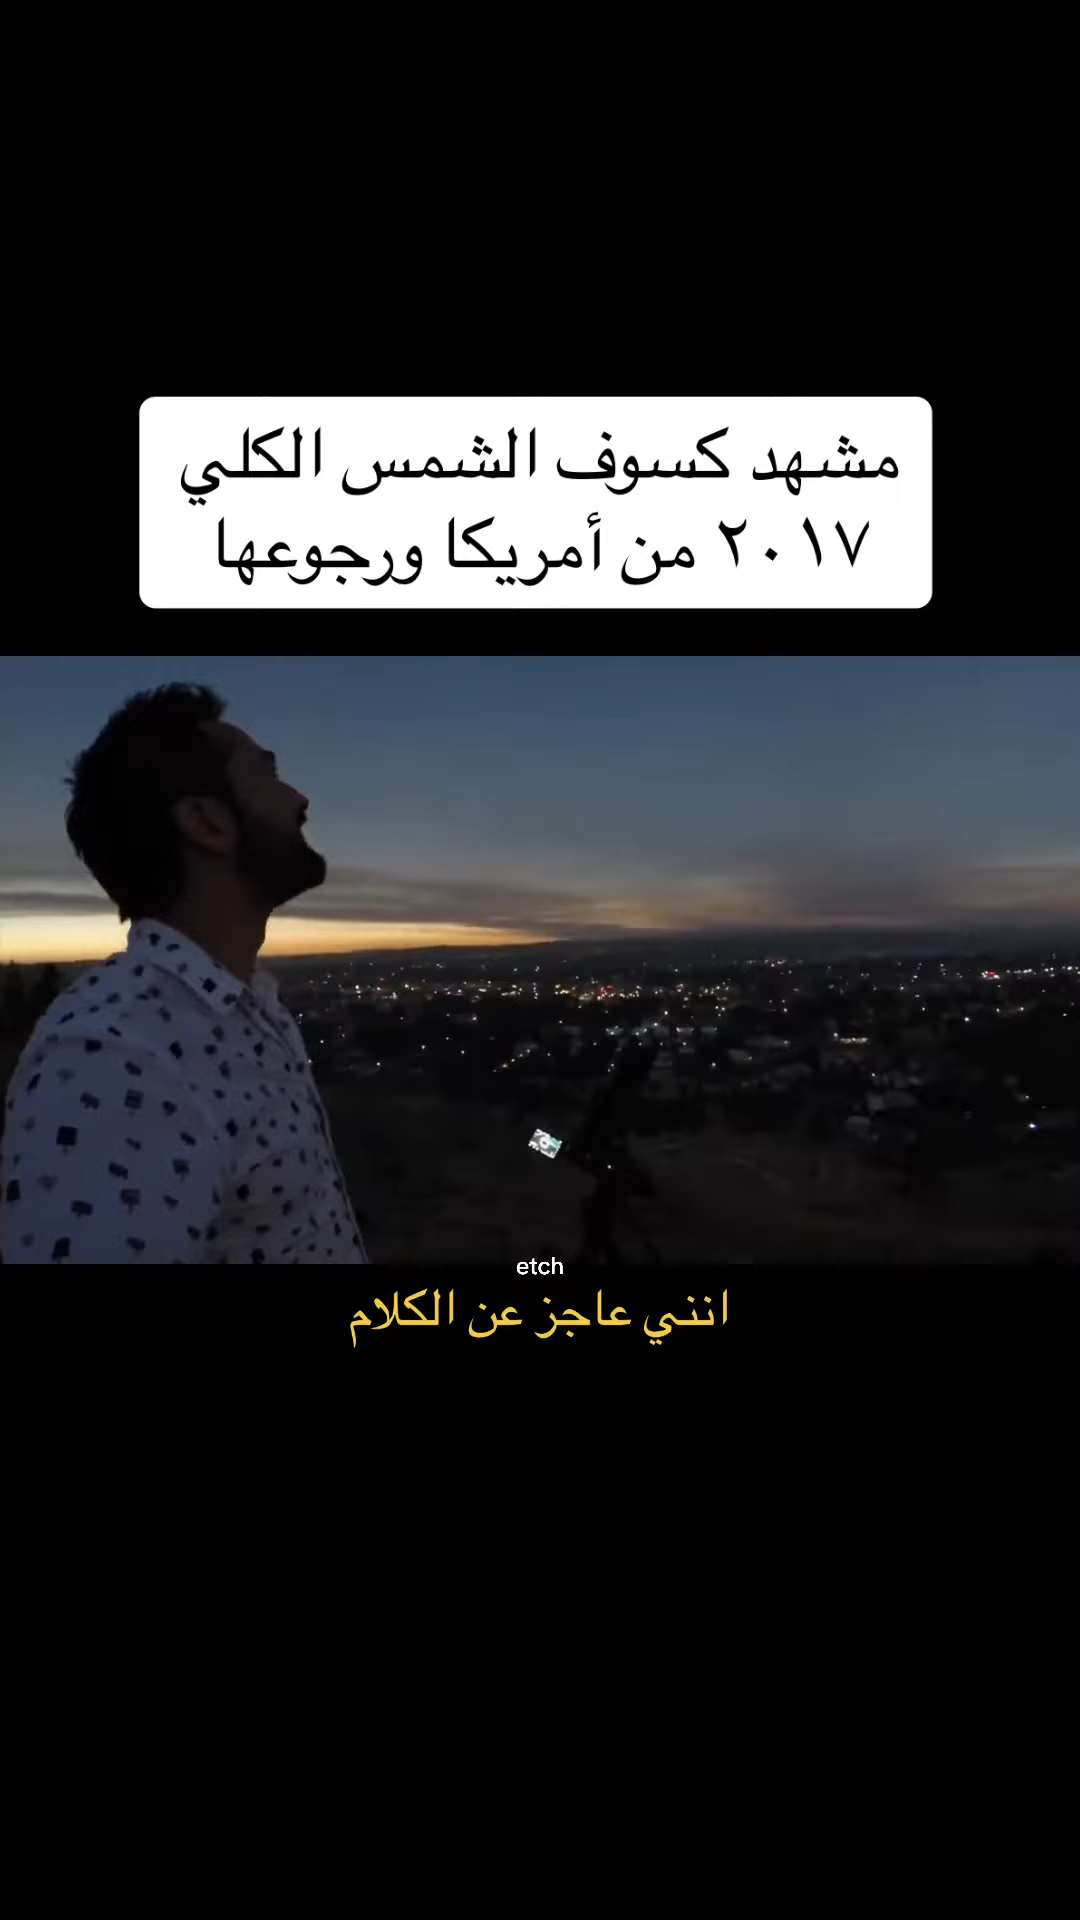 مشهد كسوف الشمس الكلي
٢٠١٧ من أمريكا ورجوعها
etch
انني عاجز عن الكلام